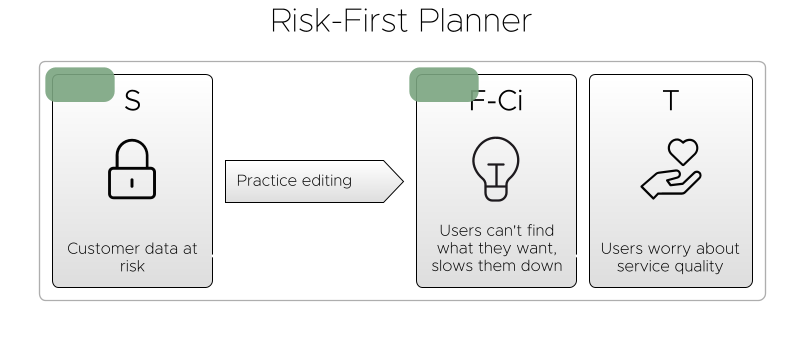 Risk-First Planner
S
Customer data at
risk
Practice editing
F-Ci
Users can't find
what they want,
slows them down
T
Users worry about
service quality